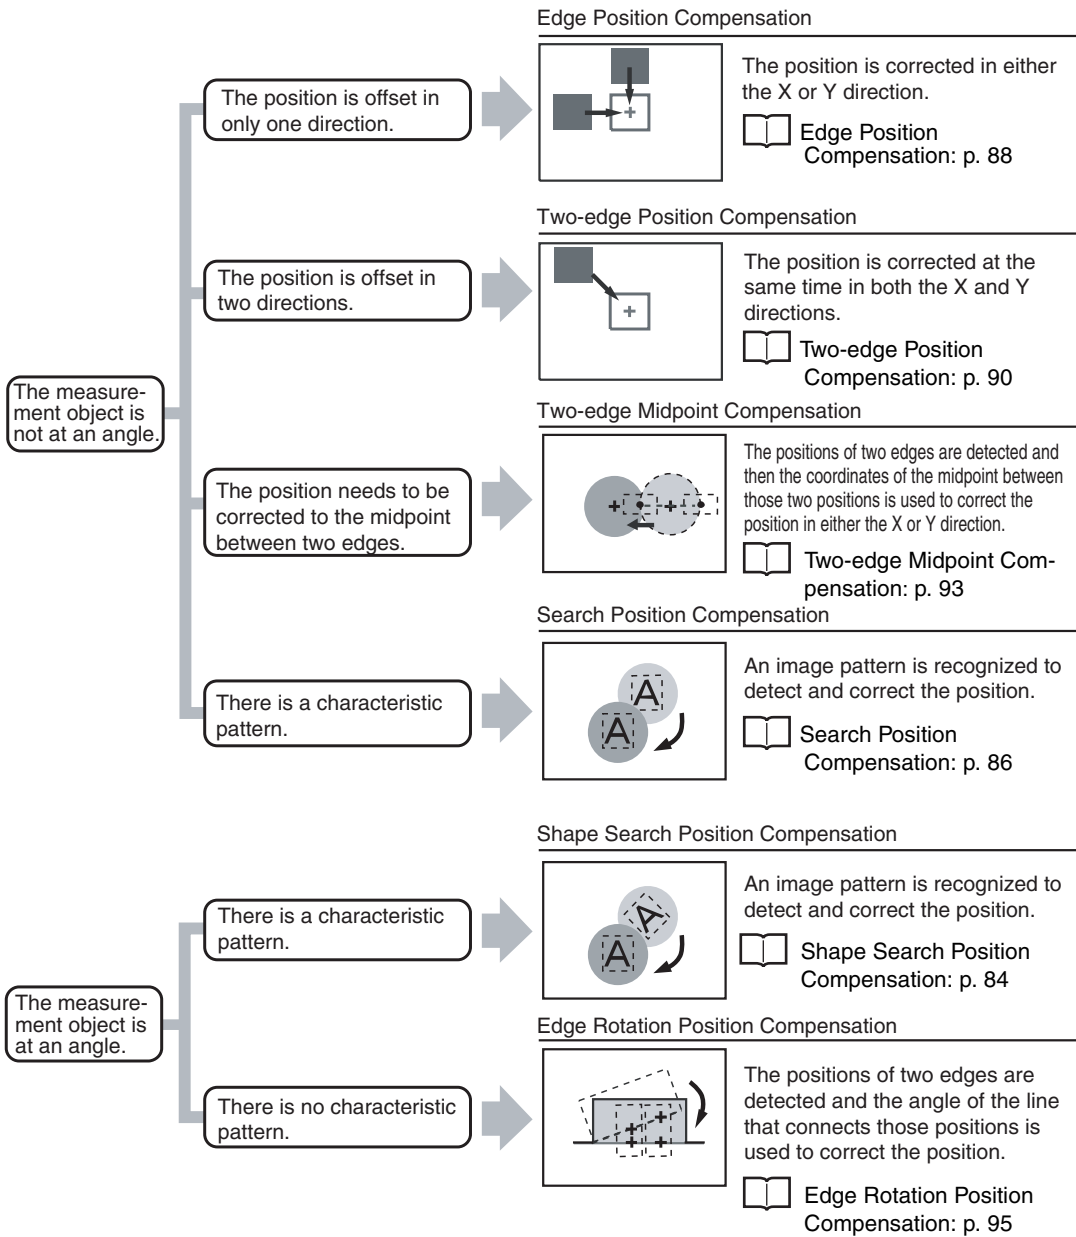 Edge Position Compensation
The position is offset in
only one direction.
The position is corrected in either
the X or Y direction.
Edge Position
Compensation: p. 88
Two-edge Position Compensation
The position is offset in
two directions.
The position is corrected at the
same time in both the X and Y
directions.
Two-edge Position
Compensation: p. 90
The measure-
ment object is
not at an angle.
Two-edge Midpoint Compensation
The position needs to be
corrected to the midpoint
between two edges.
The positions of two edges are detected and
then the coordinates of the midpoint between
those two positions is used to correct the
position in either the X or Y direction.
Two-edge Midpoint Com-
pensation: p. 93
Search Position Compensation
There is a characteristic
pattern.
A
A
An image pattern is recognized to
detect and correct the position.
Search Position
Compensation: p. 86
Shape Search Position Compensation
There is a characteristic
pattern.
A
A
An image pattern is recognized to
detect and correct the position.
Shape Search Position
Compensation: p. 84
The measure-
ment object is
at an angle.
Edge Rotation Position Compensation
There is no characteristic
pattern.
The positions of two edges are
detected and the angle of the line
that connects those positions is
used to correct the position.
Edge Rotation Position
Compensation: p. 95